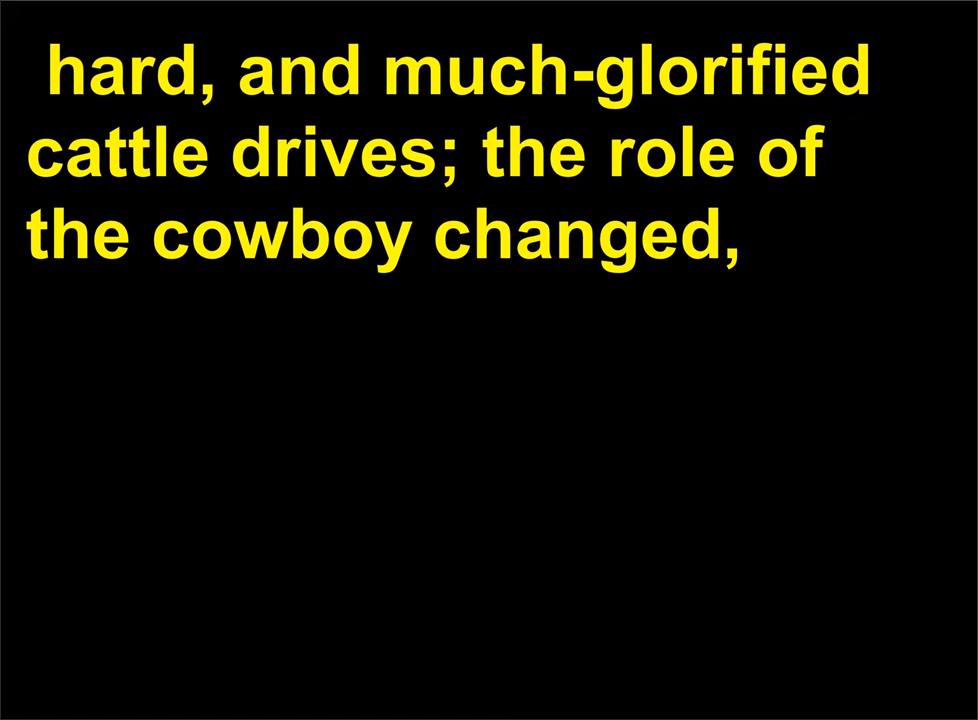 hard, and much-glorified
cattle drives; the role of
the cowboy changed,